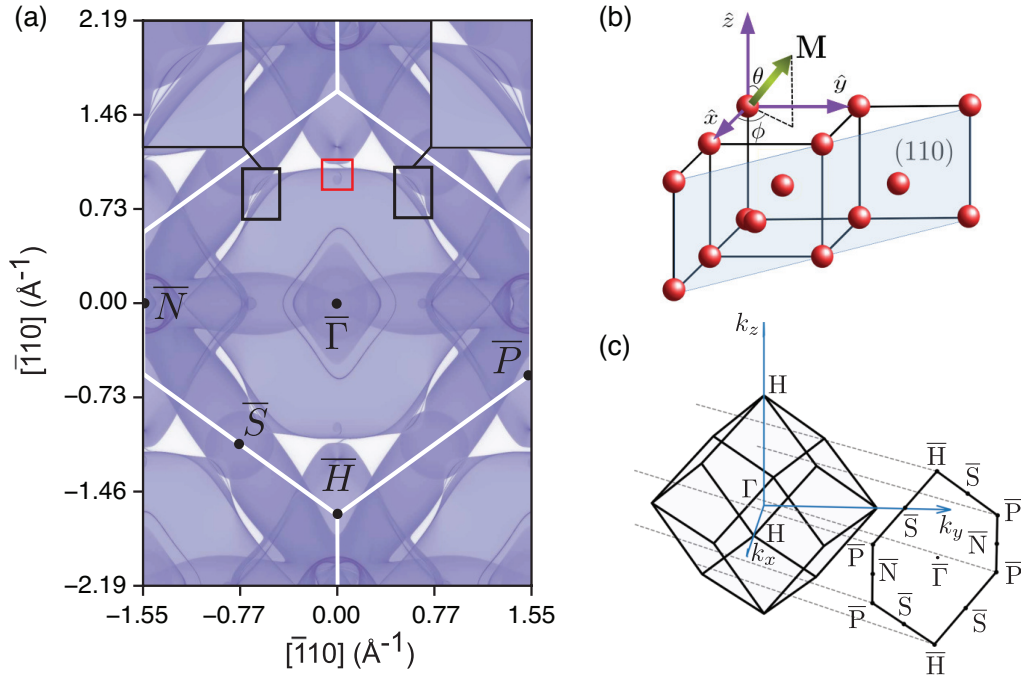 (a)
2.19
1.46
0.73
0.00
−0.73
−1.46
−2.19
[1̅10] (Å⁻¹)
N̅
Γ̅
P̅
S̅
H̅
−1.55
−0.77
0.00
0.77
1.55
[1̅10] (Å⁻¹)
(b)
ẑ
M
θ
ŷ
x̂
ϕ
(110)
(c)
k_z
H
Γ
H
k_x
k_y
H̅
S̅
P̅
S̅
N̅
P̅
Γ̅
N̅
P̅
P̅
S̅
S̅
H̅